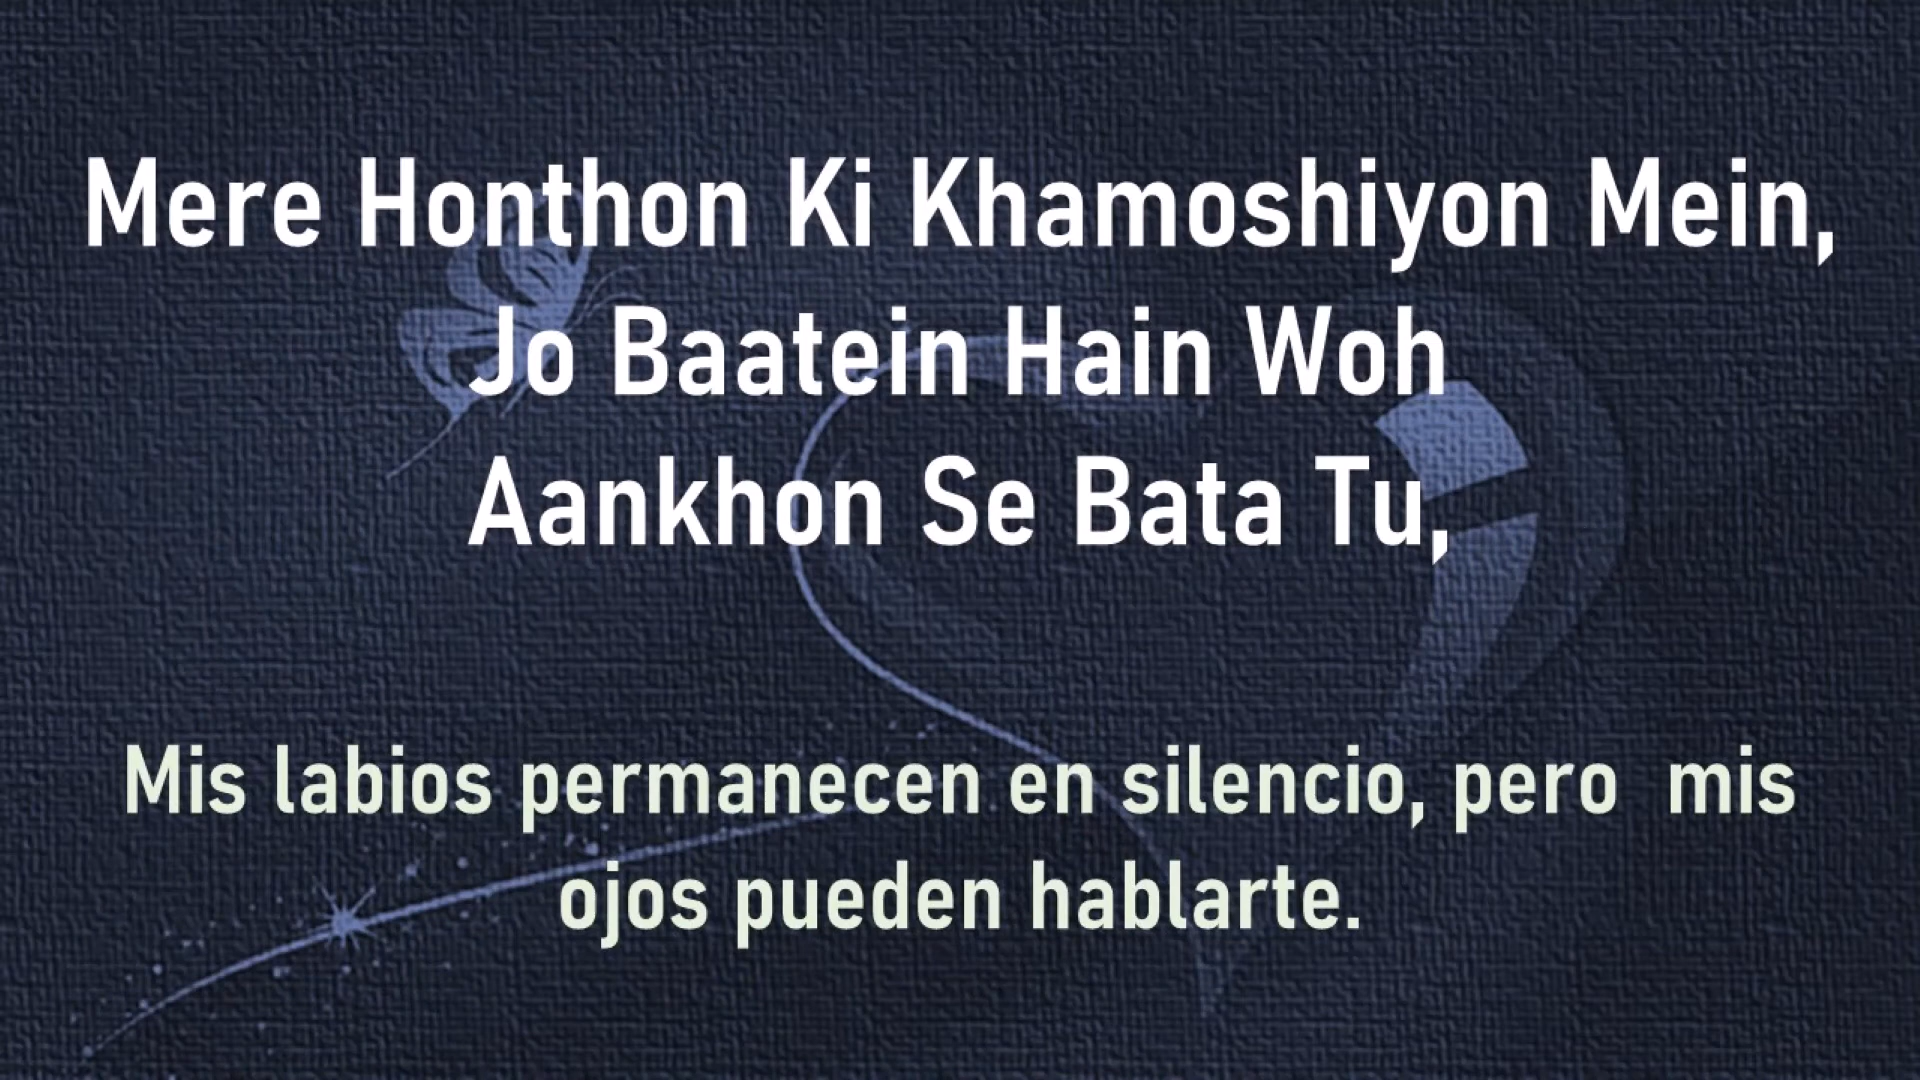 Mere Honthon Ki Khamoshiyon Mein,
Jo Baatein Hain Woh
Aankhon Se Bata Tu,
Mis labios permanecen en silencio, pero  mis
ojos pueden hablarte.